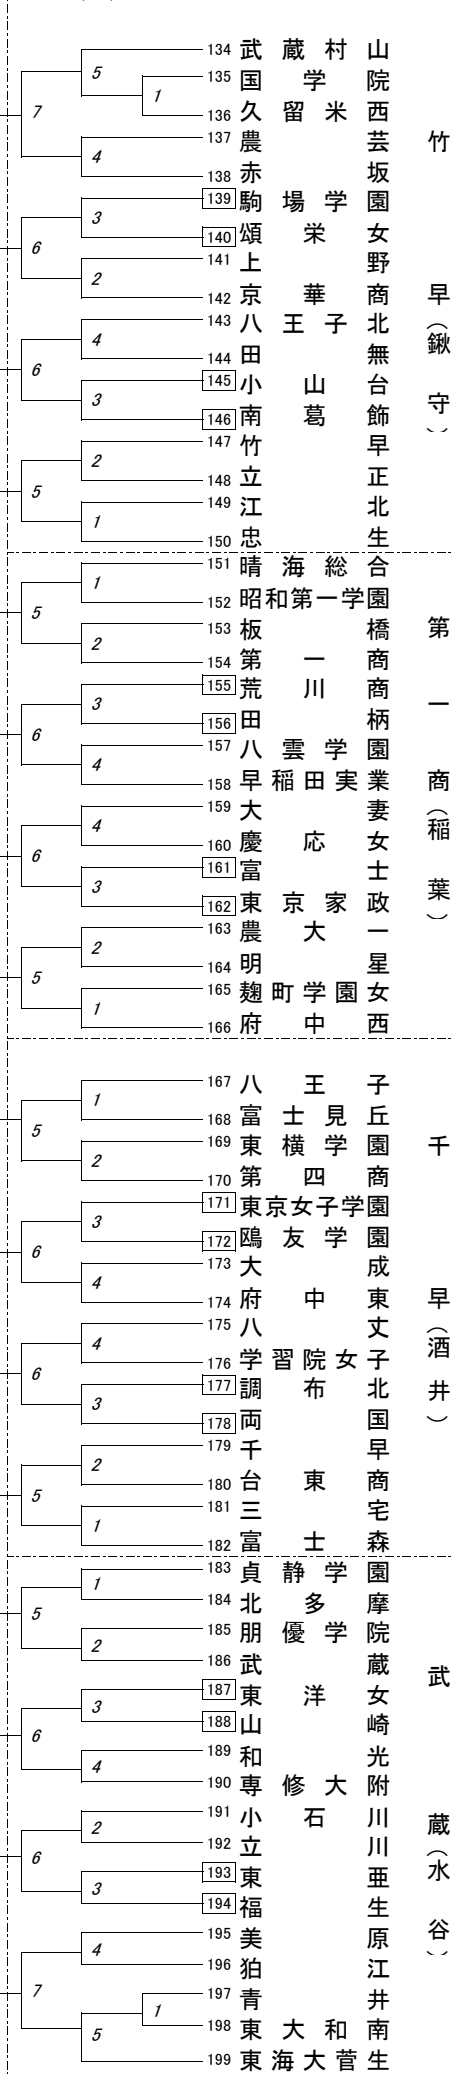 134 武蔵村山
135 国学院
136 久留米西
137 農芸
138 赤坂
139 駒場学園
140 頌栄女
141 上野
142 京華商
143 八王子北
144 田無
145 小山台
146 南葛飾
147 竹早
148 立正
149 江北
150 忠生
5
1
7
4
3
6
2
4
6
3
2
5
1
竹早（鍬守）
151 晴海総合
152 昭和第一学園
153 板橋
154 第一商
155 荒川商
156 田柄
157 八雲学園
158 早稲田実業
159 大妻
160 慶応女
161 富士
162 東京家政
163 農大一
164 明星
165 麹町学園女
166 府中西
1
5
2
3
6
4
4
6
3
2
5
1
第一商（稲葉）
167 八王子
168 富士見丘
169 東横学園
170 第四商
171 東京女子学園
172 鴎友学園
173 大成
174 府中東
175 八丈
176 学習院女子
177 調布北
178 両国
179 千早
180 台東商
181 三宅
182 富士森
1
5
2
3
6
4
4
6
3
2
5
1
千早（酒井）
183 貞静学園
184 北多摩
185 朋優学院
186 武蔵
187 東洋女
188 山崎
189 和光
190 専修大附
191 小石川
192 立川
193 東亜
194 福生
195 美原
196 狛江
197 青井
198 東大和南
199 東海大菅生
1
5
2
3
6
4
2
6
3
4
7
1
5
武蔵（水谷）